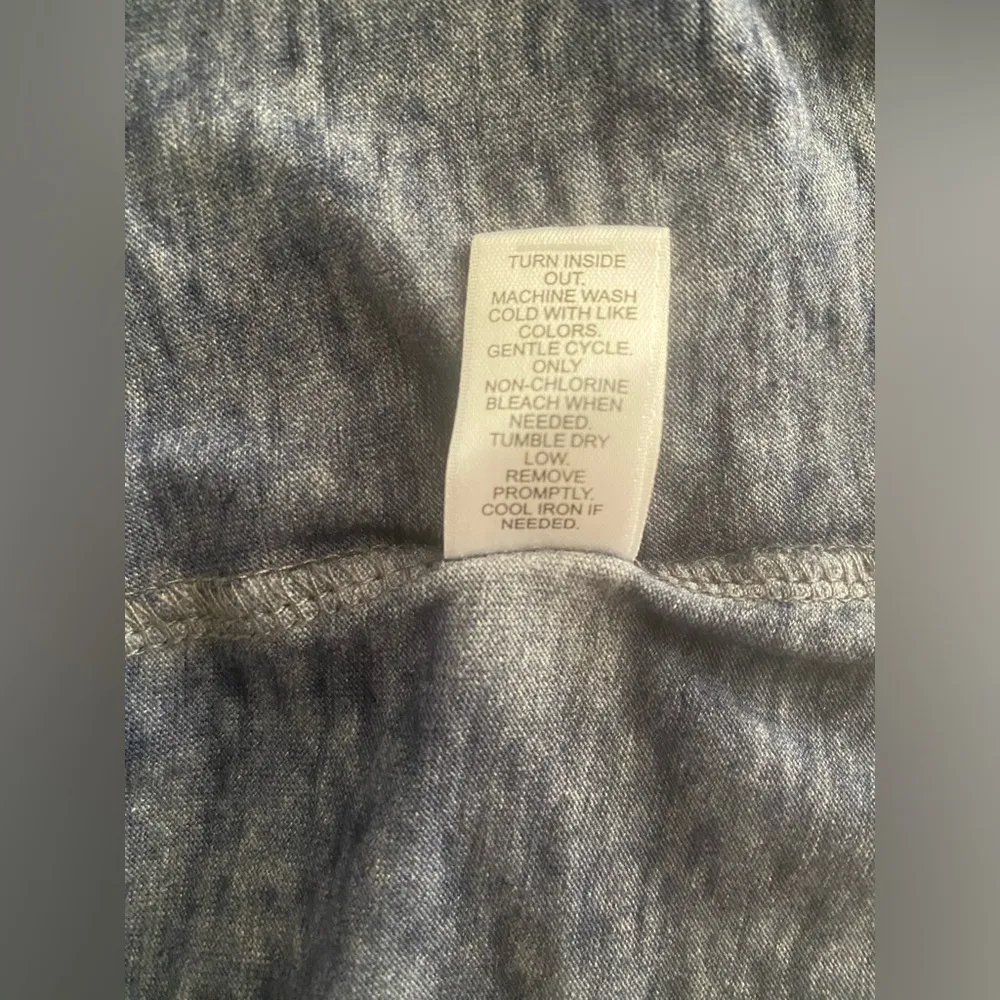 TURN INSIDE
OUT.
MACHINE WASH
COLD WITH LIKE
COLORS.
GENTLE CYCLE.
ONLY
NON-CHLORINE
BLEACH WHEN
NEEDED.
TUMBLE DRY
LOW.
REMOVE
PROMPTLY.
COOL IRON IF
NEEDED.